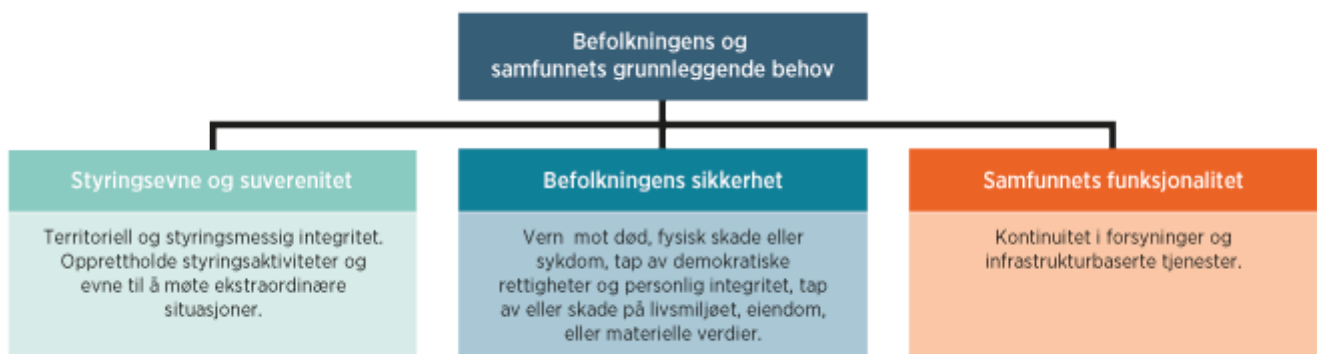 Befolkningens og
samfunnets grunnleggende behov
Styringsevne og suverenitet
Territoriell og styringsmessig integritet.
Opprettholde styringsaktiviteter og
evne til å møte ekstraordinære
situasjoner.
Befolkningens sikkerhet
Vern mot død, fysisk skade eller
sykdom, tap av demokratiske
rettigheter og personlig integritet, tap
av eller skade på livsmiljøet, eiendom,
eller materielle verdier.
Samfunnets funksjonalitet
Kontinuitet i forsyninger og
infrastrukturbaserte tjenester.